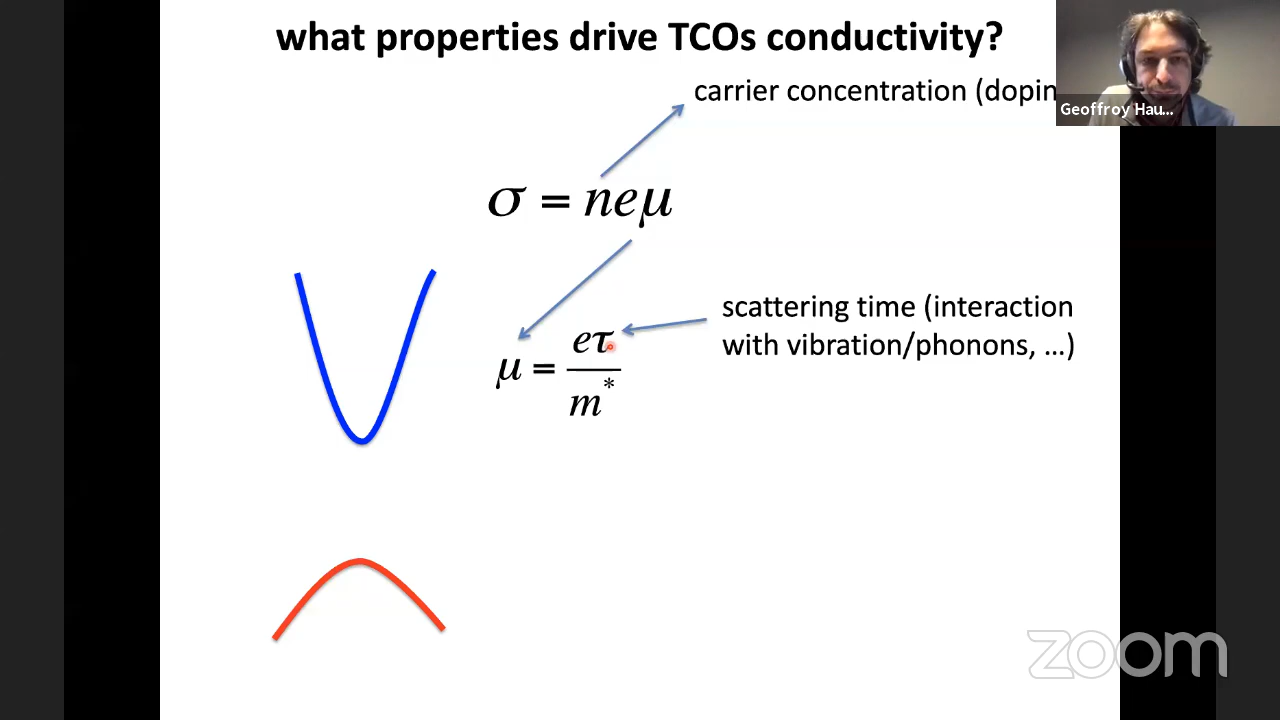 what properties drive TCOs conductivity?
carrier concentration (dopin
Geoffroy Hau...
σ = neμ
scattering time (interaction
with vibration/phonons, ...)
μ = eτ / m*
zoom